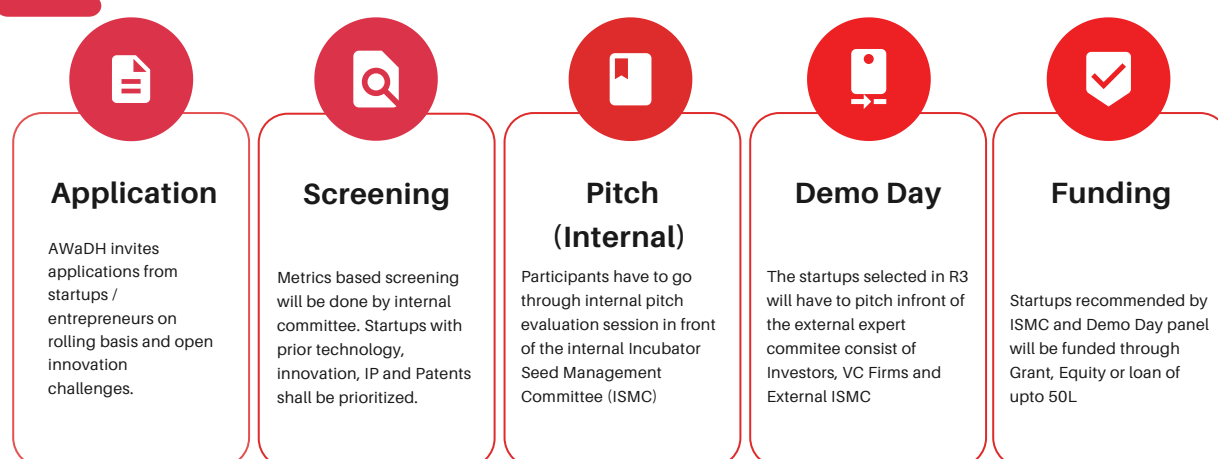 Application
AWaDH invites
applications from
startups /
entrepreneurs on
rolling basis and open
innovation
challenges.
Screening
Metrics based screening
will be done by internal
committee. Startups with
prior technology,
innovation, IP and Patents
shall be prioritized.
Pitch
(Internal)
Participants have to go
through internal pitch
evaluation session in front
of the internal Incubator
Seed Management
Committee (ISMC)
Demo Day
The startups selected in R3
will have to pitch infront of
the external expert
commitee consist of
Investors, VC Firms and
External ISMC
Funding
Startups recommended by
ISMC and Demo Day panel
will be funded through
Grant, Equity or loan of
upto 50L